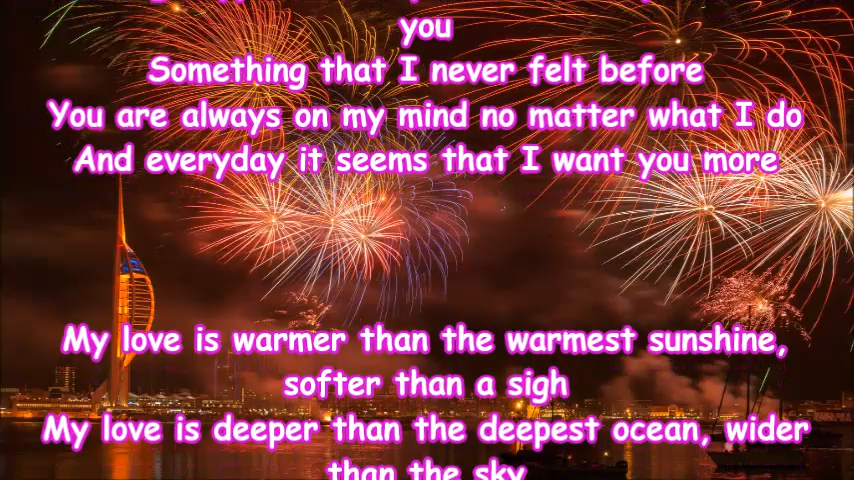 you
Something that I never felt before
You are always on my mind no matter what I do
And everyday it seems that I want you more
My love is warmer than the warmest sunshine,
softer than a sigh
My love is deeper than the deepest ocean, wider
than the sky